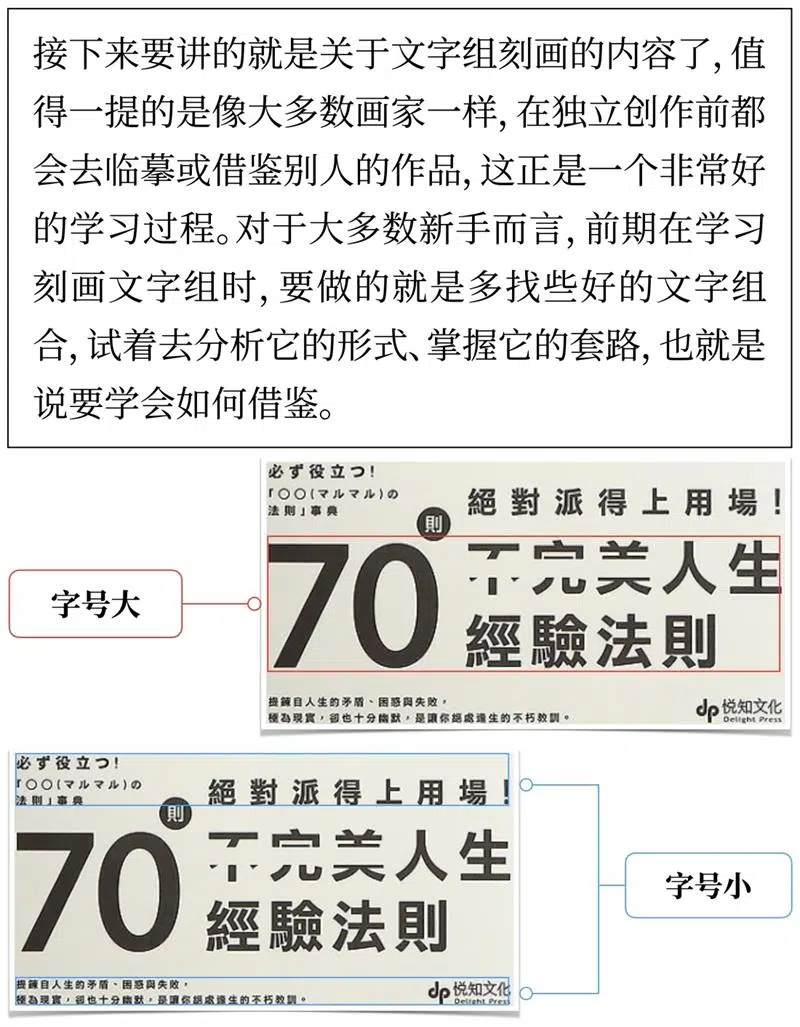 接下来要讲的就是关于文字组刻画的内容了,值
得一提的是像大多数画家一样,在独立创作前都
会去临摹或借鉴别人的作品,这正是一个非常好
的学习过程。对于大多数新手而言,前期在学习
刻画文字组时,要做的就是多找些好的文字组
合,试着去分析它的形式、掌握它的套路,也就是
说要学会如何借鉴。
必ず役立つ!
「〇〇(マルマル)の
法則」事典
絕對派得上用場!
則
70
不完美人生
經驗法則
字号大
提鍊自人生的矛盾、困惑與失敗,
極為現實,卻也十分幽默,是讓你絕處逢生的不朽教訓。
dp 悦知文化
Delight Press
必ず役立つ!
「〇〇(マルマル)の
法則」事典
絕對派得上用場!
則
70
不完美人生
經驗法則
字号小
提鍊自人生的矛盾、困惑與失敗,
極為現實,卻也十分幽默,是讓你絕處逢生的不朽教訓。
dp 悦知文化
Delight Press